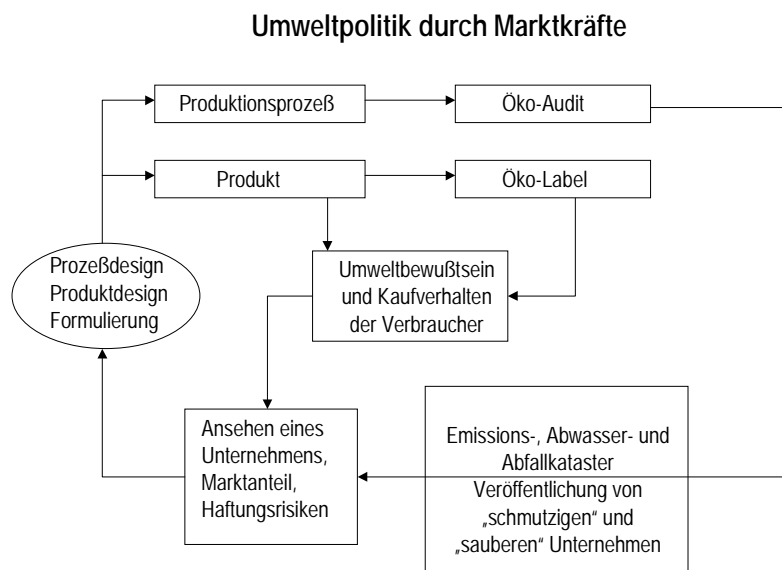 Umweltpolitik durch Marktkräfte
Produktionsprozeß
Öko-Audit
Produkt
Öko-Label
Prozeßdesign
Produktdesign
Formulierung
Umweltbewußtsein
und Kaufverhalten
der Verbraucher
Ansehen eines
Unternehmens,
Marktanteil,
Haftungsrisiken
Emissions-, Abwasser- und
Abfallkataster
Veröffentlichung von
„schmutzigen“ und
„sauberen“ Unternehmen